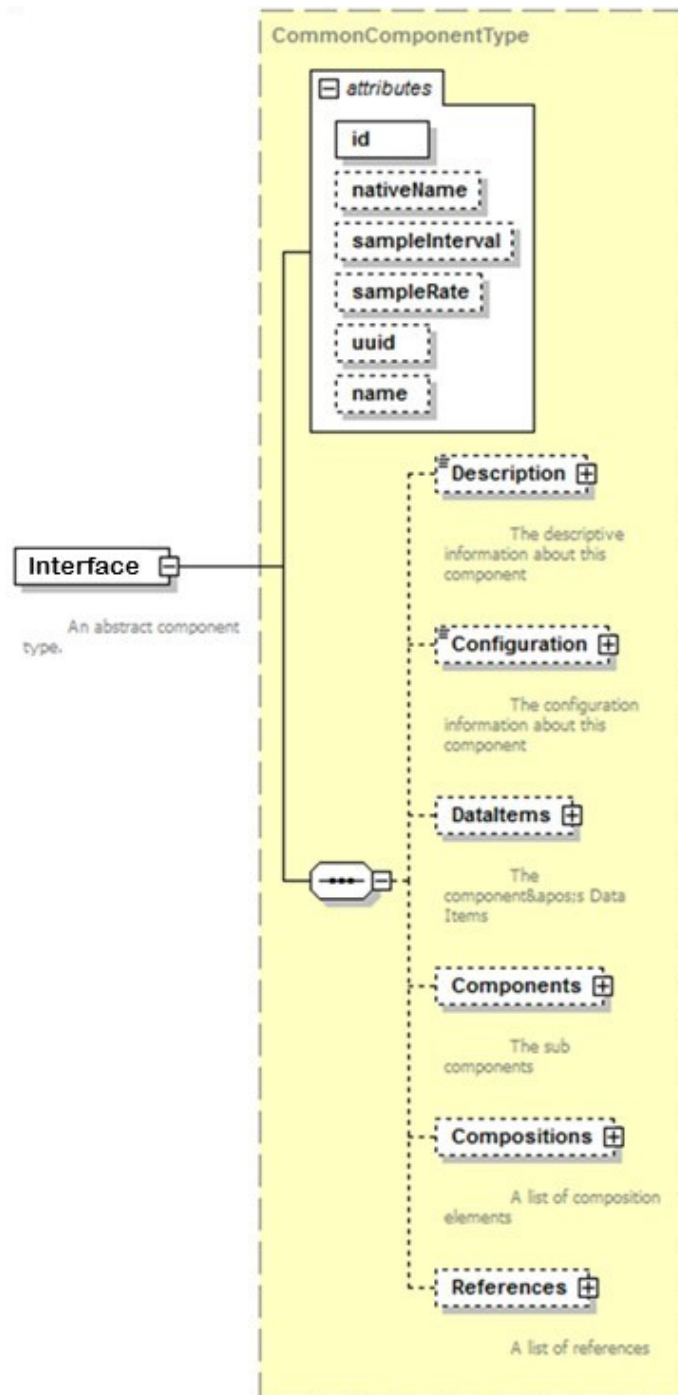 CommonComponentType
attributes
id
nativeName
sampleInterval
sampleRate
uuid
name
Description
The descriptive
information about this
component
Interface
An abstract component
type.
Configuration
The configuration
information about this
component
DataItems
The
component&apos;s Data
Items
Components
The sub
components
Compositions
A list of composition
elements
References
A list of references